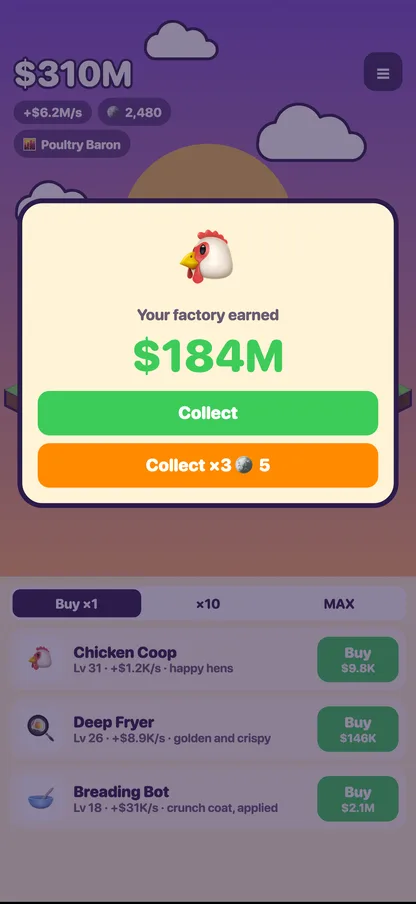 $310M
+$6.2M/s
2,480
Poultry Baron
Your factory earned
$184M
Collect
Collect ×3 5
Buy ×1
×10
MAX
Chicken Coop
Lv 31 · +$1.2K/s · happy hens
Buy
$9.8K
Deep Fryer
Lv 26 · +$8.9K/s · golden and crispy
Buy
$146K
Breading Bot
Lv 18 · +$31K/s · crunch coat, applied
Buy
$2.1M